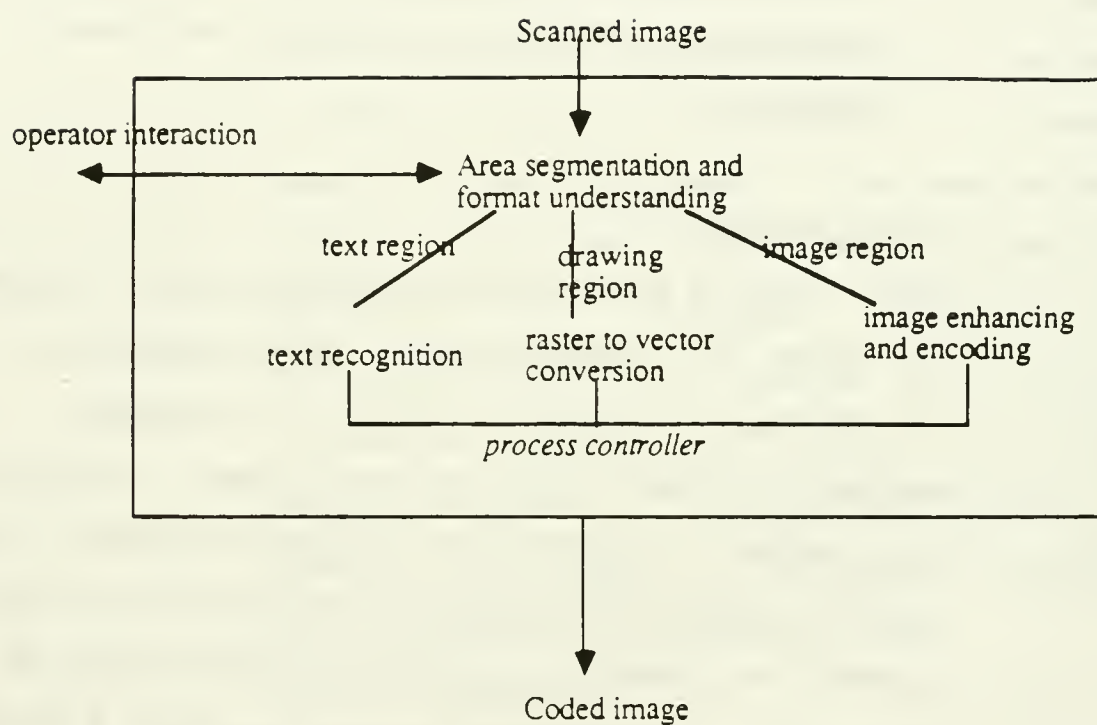 Scanned image
operator interaction
Area segmentation and
format understanding
text region
drawing
region
image region
text recognition
raster to vector
conversion
image enhancing
and encoding
process controller
Coded image